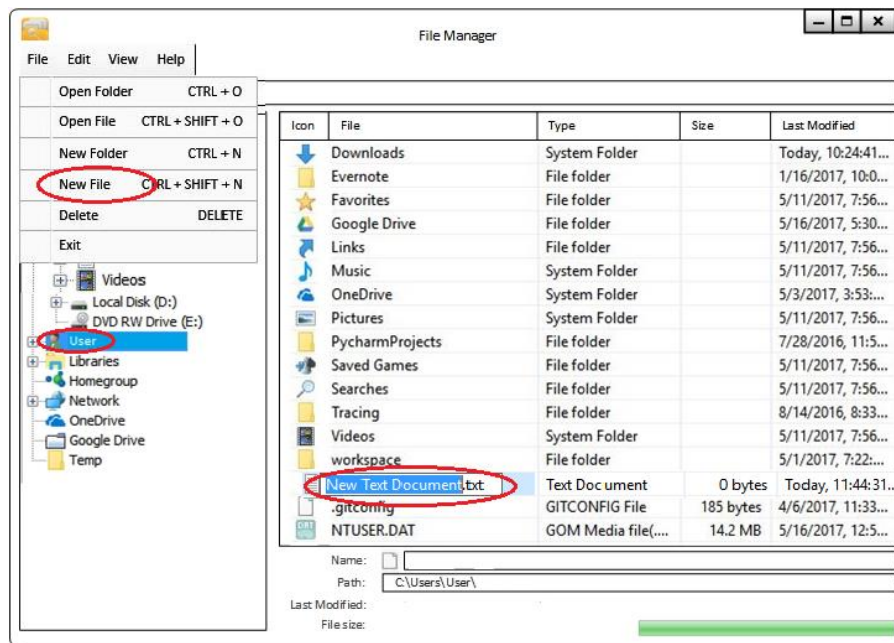 File Manager
File Edit View Help
Open Folder CTRL + O
Open File CTRL + SHIFT + O
New Folder CTRL + N
New File CTRL + SHIFT + N
Delete DELETE
Exit
Videos
Local Disk (D:)
DVD RW Drive (E:)
User
Libraries
Homegroup
Network
OneDrive
Google Drive
Temp
Icon File Type Size Last Modified
Downloads System Folder Today, 10:24:41...
Evernote File folder 1/16/2017, 10:0...
Favorites System Folder 5/11/2017, 7:56...
Google Drive File folder 5/16/2017, 5:30...
Links System Folder 5/11/2017, 7:56...
Music System Folder 5/11/2017, 7:56...
OneDrive System Folder 5/3/2017, 3:53:...
Pictures System Folder 5/11/2017, 7:56...
PycharmProjects File folder 7/28/2016, 11:5...
Saved Games File folder 5/11/2017, 7:56...
Searches File folder 5/11/2017, 7:56...
Tracing File folder 8/14/2016, 8:33...
Videos System Folder 5/11/2017, 7:56...
workspace File folder 5/1/2017, 7:22:...
New Text Document.txt Text Document 0 bytes Today, 11:44:31..
.gitconfig GITCONFIG File 185 bytes 4/6/2017, 11:33...
NTUSER.DAT GOM Media file(.... 14.2 MB 5/16/2017, 12:5...
Name:
Path: C:\Users\User\
Last Modified:
File size: